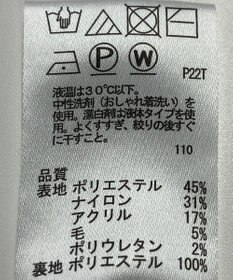 P W
P22T
液温は30℃以下。
中性洗剤(おしゃれ着洗い)を
使用。漂白剤は液体タイプを使
用。よくすすぎ、絞りの後すぐ
に干すこと。
110
品質
表地 ポリエステル 45%
ナイロン 31%
アクリル 17%
毛 5%
ポリウレタン 2%
裏地 ポリエステル 100%